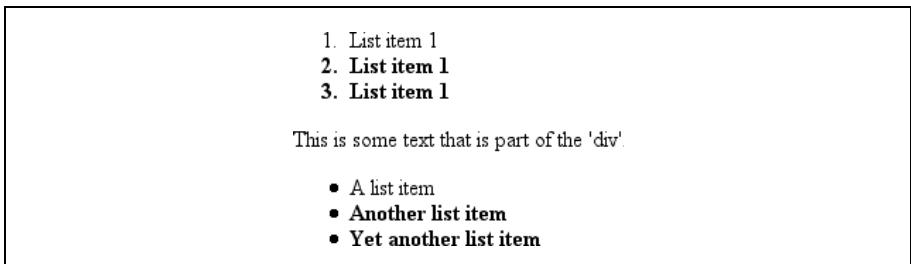 1. List item 1
2. List item 1
3. List item 1
This is some text that is part of the 'div'.
• A list item
• Another list item
• Yet another list item